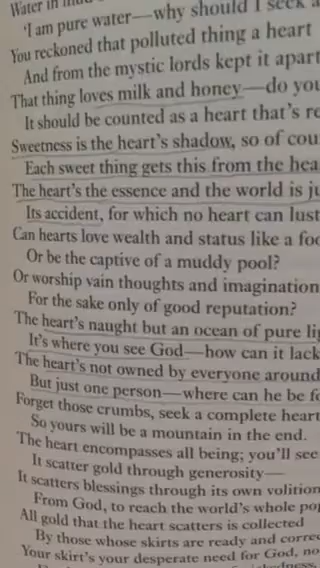 Water in
'I am pure water—why should I seek a
You reckoned that polluted thing a heart
And from the mystic lords kept it apart
That thing loves milk and honey—do you
It should be counted as a heart that's
Sweetness is the heart's shadow, so of
Each sweet thing gets this from the
The heart's the essence and the world is
Its accident, for which no heart can lust
Can hearts love wealth and status like a
Or be the captive of a muddy pool?
Or worship vain thoughts and imagination
For the sake only of good reputation?
The heart's naught but an ocean of pure
It's where you see God—how can it lack
The heart's not owned by everyone around
But just one person—where can he be
Forget those crumbs, seek a complete heart
So yours will be a mountain in the end.
The heart encompasses all being; you'll see
It scatter gold through generosity—
It scatters blessings through its own volition
From God, to reach the world's whole
All gold that the heart scatters is collected
By those whose skirts are ready and
Your skirt's your desperate need for God,